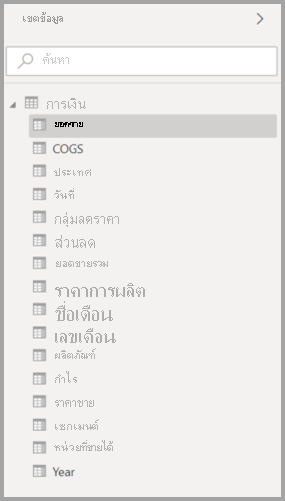 เขตข้อมูล
ค้นหา
การเงิน
ยอดขาย
COGS
ประเทศ
วันที่
กลุ่มลดราคา
ส่วนลด
ยอดขายรวม
ราคาการผลิต
ชื่อเดือน
เลขเดือน
ผลิตภัณฑ์
กำไร
ราคาขาย
เซกเมนต์
หน่วยที่ขายได้
Year